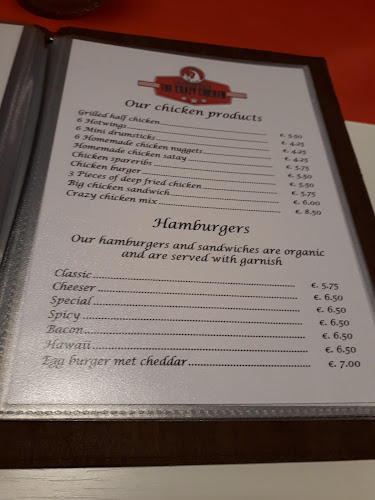 THE CRAZY CHICKEN
Our chicken products
Grilled half chicken €. 5.50
6 Hotwings €. 4.25
6 Mini drumsticks €. 4.25
6 Homemade chicken nuggets €. 4.25
Homemade chicken satay €. 5.75
Chicken spareribs
Chicken burger €. 5.50
3 Pieces of deep fried chicken €. 5.75
Big chicken sandwich €. 6.00
Crazy chicken mix €. 8.50
Hamburgers
Our hamburgers and sandwiches are organic
and are served with garnish
Classic €. 5.75
Cheeser €. 6.50
Special €. 6.50
Spicy €. 6.50
Bacon €. 6.50
Hawaii €. 6.50
Egg burger met cheddar €. 7.00